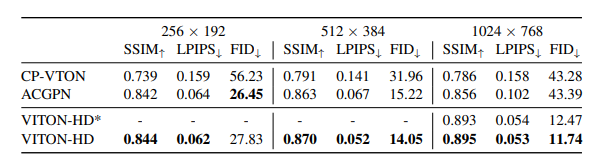 256 × 192 512 × 384 1024 × 768
SSIM↑ LPIPS↓ FID↓ SSIM↑ LPIPS↓ FID↓ SSIM↑ LPIPS↓ FID↓
CP-VTON 0.739 0.159 56.23 0.791 0.141 31.96 0.786 0.158 43.28
ACGPN 0.842 0.064 26.45 0.863 0.067 15.22 0.856 0.102 43.39
VITON-HD* - - - - - - 0.893 0.054 12.47
VITON-HD 0.844 0.062 27.83 0.870 0.052 14.05 0.895 0.053 11.74